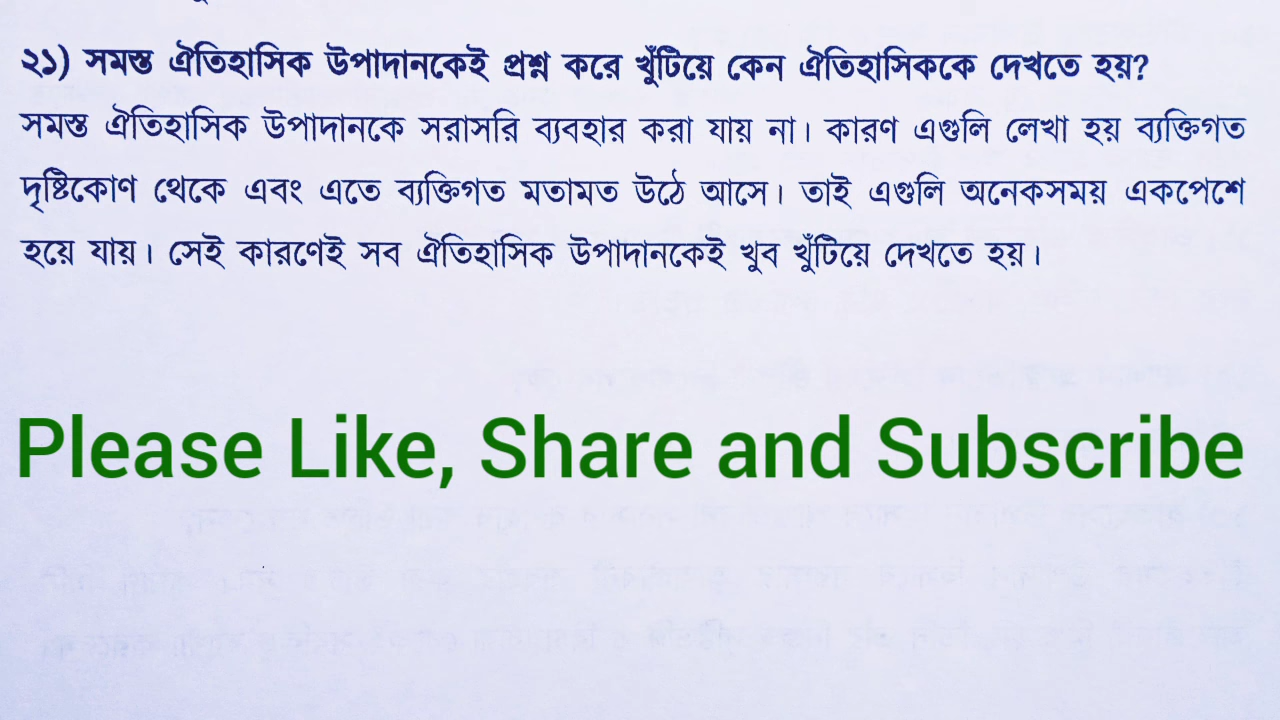 ২১) সমস্ত ঐতিহাসিক উপাদানকেই প্রশ্ন করে খুঁটিয়ে কেন ঐতিহাসিককে দেখতে হয়?
সমস্ত ঐতিহাসিক উপাদানকে সরাসরি ব্যবহার করা যায় না। কারণ এগুলি লেখা হয় ব্যক্তিগত
দৃষ্টিকোণ থেকে এবং এতে ব্যক্তিগত মতামত উঠে আসে। তাই এগুলি অনেকসময় একপেশে
হয়ে যায়। সেই কারণেই সব ঐতিহাসিক উপাদানকেই খুব খুঁটিয়ে দেখতে হয়।
Please Like, Share and Subscribe